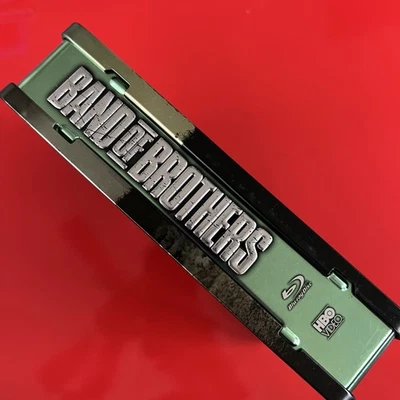 BAND OF BROTHERS
Blu-ray Disc
HBO
VIDEO